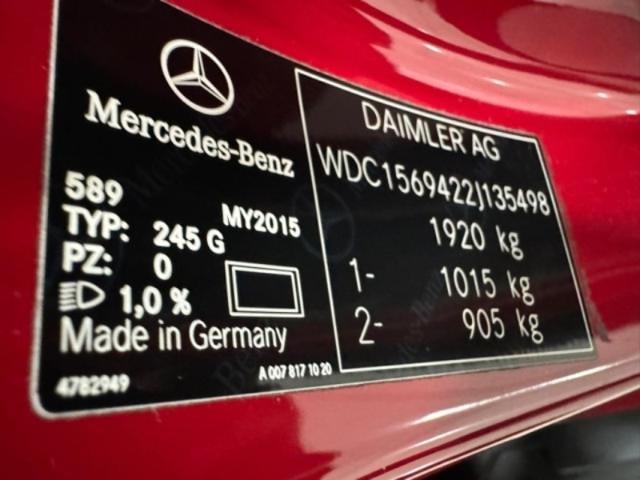 Mercedes-Benz
589
MY2015
TYP: 245 G
PZ: 0
1,0 %
Made in Germany
4782949
A 007 817 10 20
DAIMLER AG
WDC1569422J135498
1920 kg
1- 1015 kg
2- 905 kg